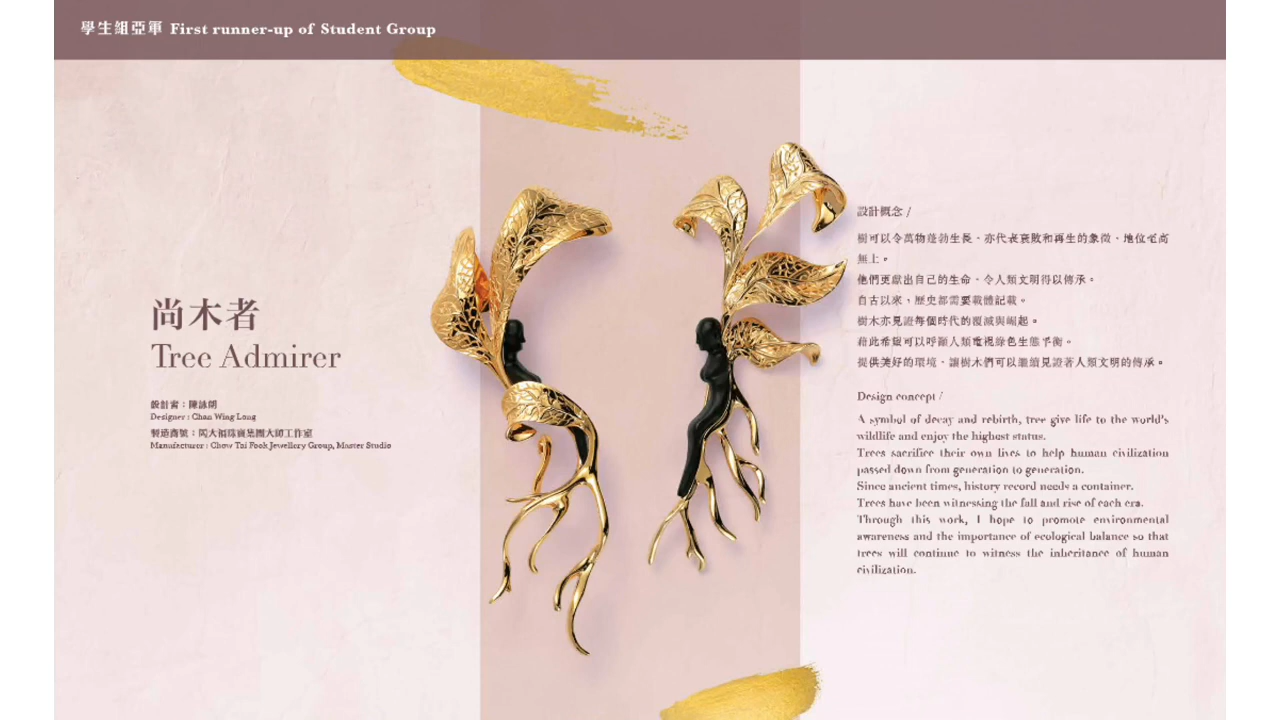 學生組亞軍 First runner-up of Student Group
尚木者
Tree Admirer
設計者：陳詠朗
Designer : Chan Wing Long
製造商號：周大福珠寶集團大師工作室
Manufacturer : Chow Tai Fook Jewellery Group, Master Studio
設計概念 /
樹可以令萬物蓬勃生長，亦代表衰敗和再生的象徵，地位至高
無上。
他們更獻出自己的生命，令人類文明得以傳承。
自古以來，歷史都需要載體記載。
樹木亦見證每個時代的覆滅與崛起。
藉此希望可以呼籲人類重視綠色生態平衡。
提供美好的環境，讓樹木們可以繼續見證著人類文明的傳承。
Design concept /
A symbol of decay and rebirth, tree give life to the world's
wildlife and enjoy the highest status.
Trees sacrifice their own lives to help human civilization
passed down from generation to generation.
Since ancient times, history record needs a container.
Trees have been witnessing the fall and rise of each era.
Through this work, I hope to promote environmental
awareness and the importance of ecological balance so that
trees will continue to witness the inheritance of human
civilization.